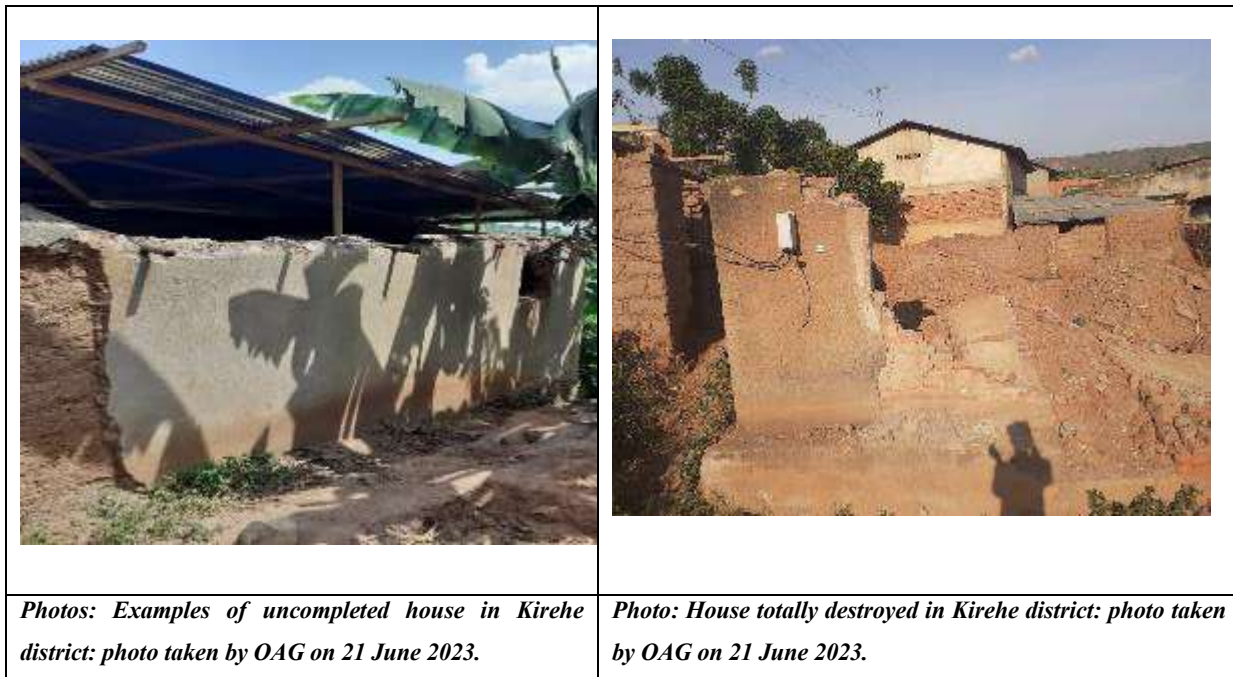 Photos: Examples of uncompleted house in Kirehe
district: photo taken by OAG on 21 June 2023.
Photo: House totally destroyed in Kirehe district: photo taken
by OAG on 21 June 2023.